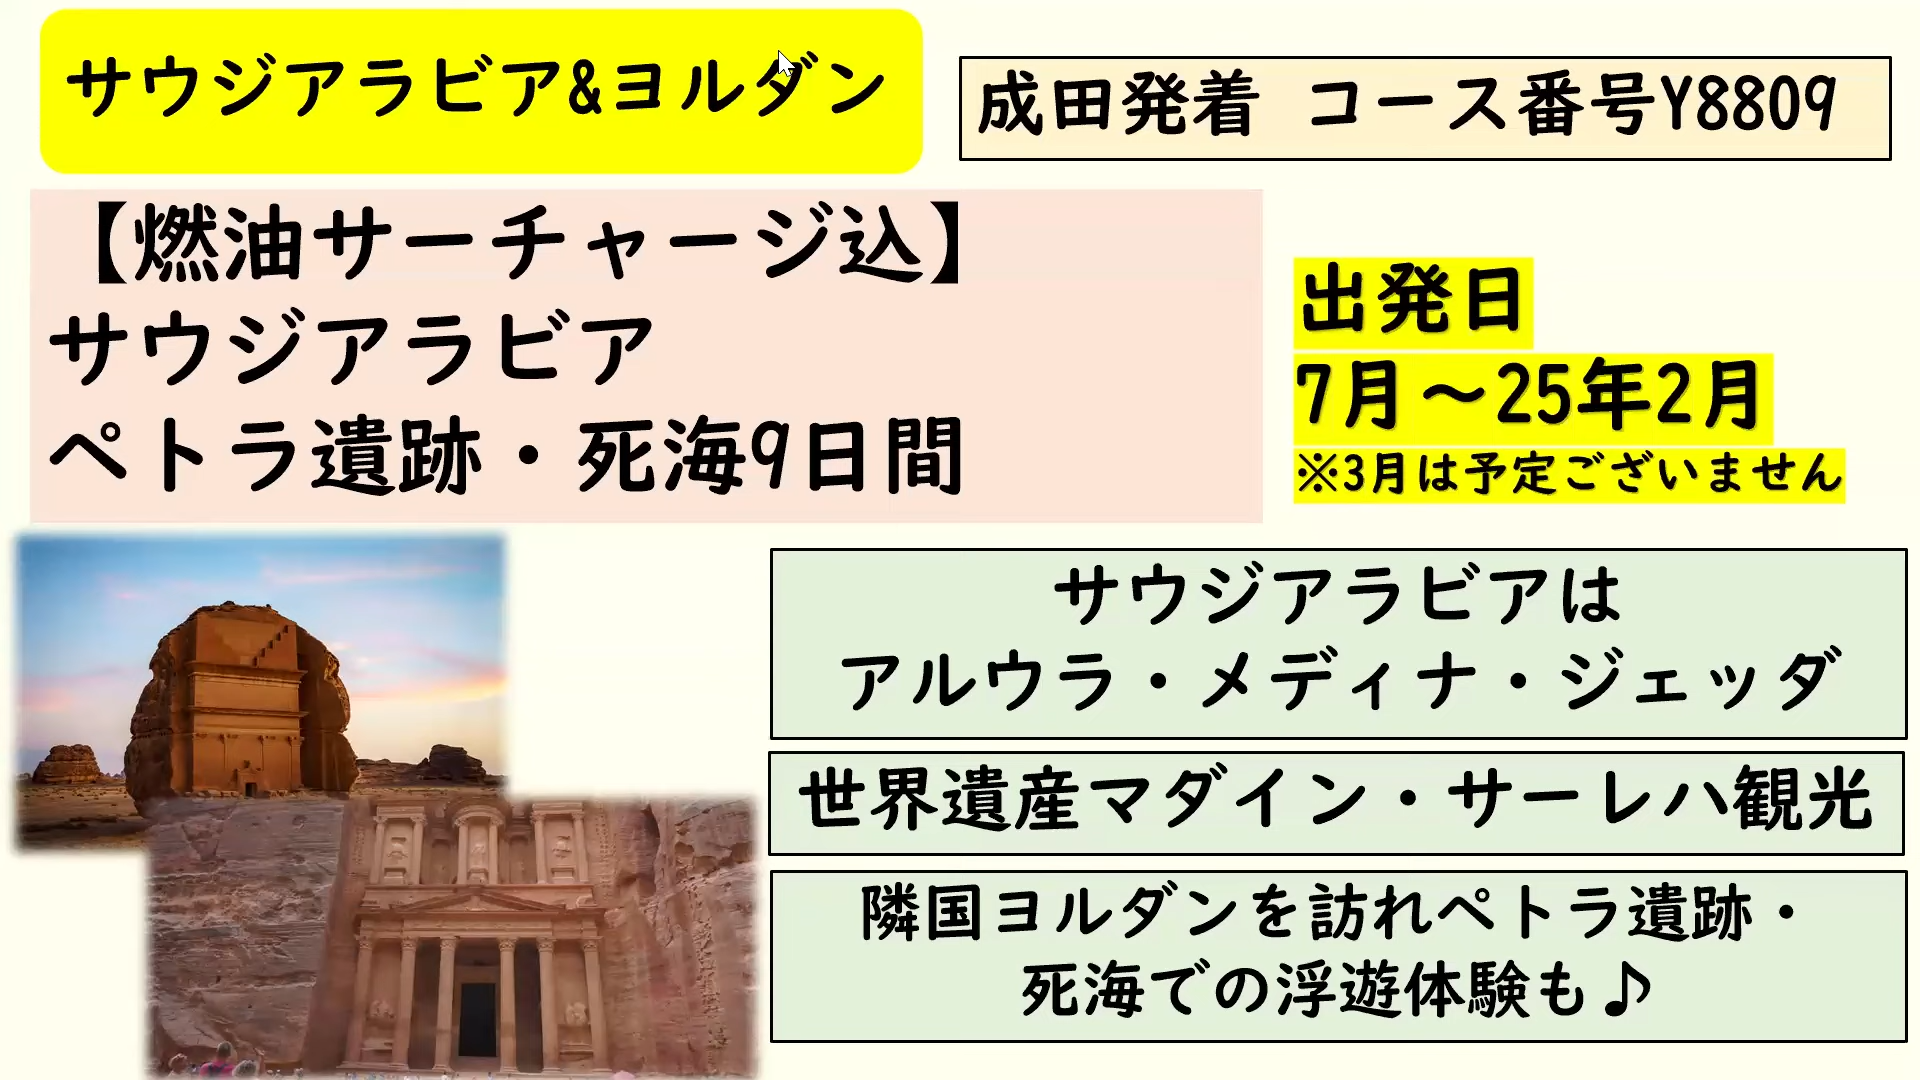 サウジアラビア&ヨルダン
成田発着 コース番号Y8809
【燃油サーチャージ込】
サウジアラビア
ペトラ遺跡・死海9日間
出発日
7月～25年2月
※3月は予定ございません
サウジアラビアは
アルウラ・メディナ・ジェッダ
世界遺産マダイン・サーレハ観光
隣国ヨルダンを訪れペトラ遺跡・
死海での浮遊体験も♪